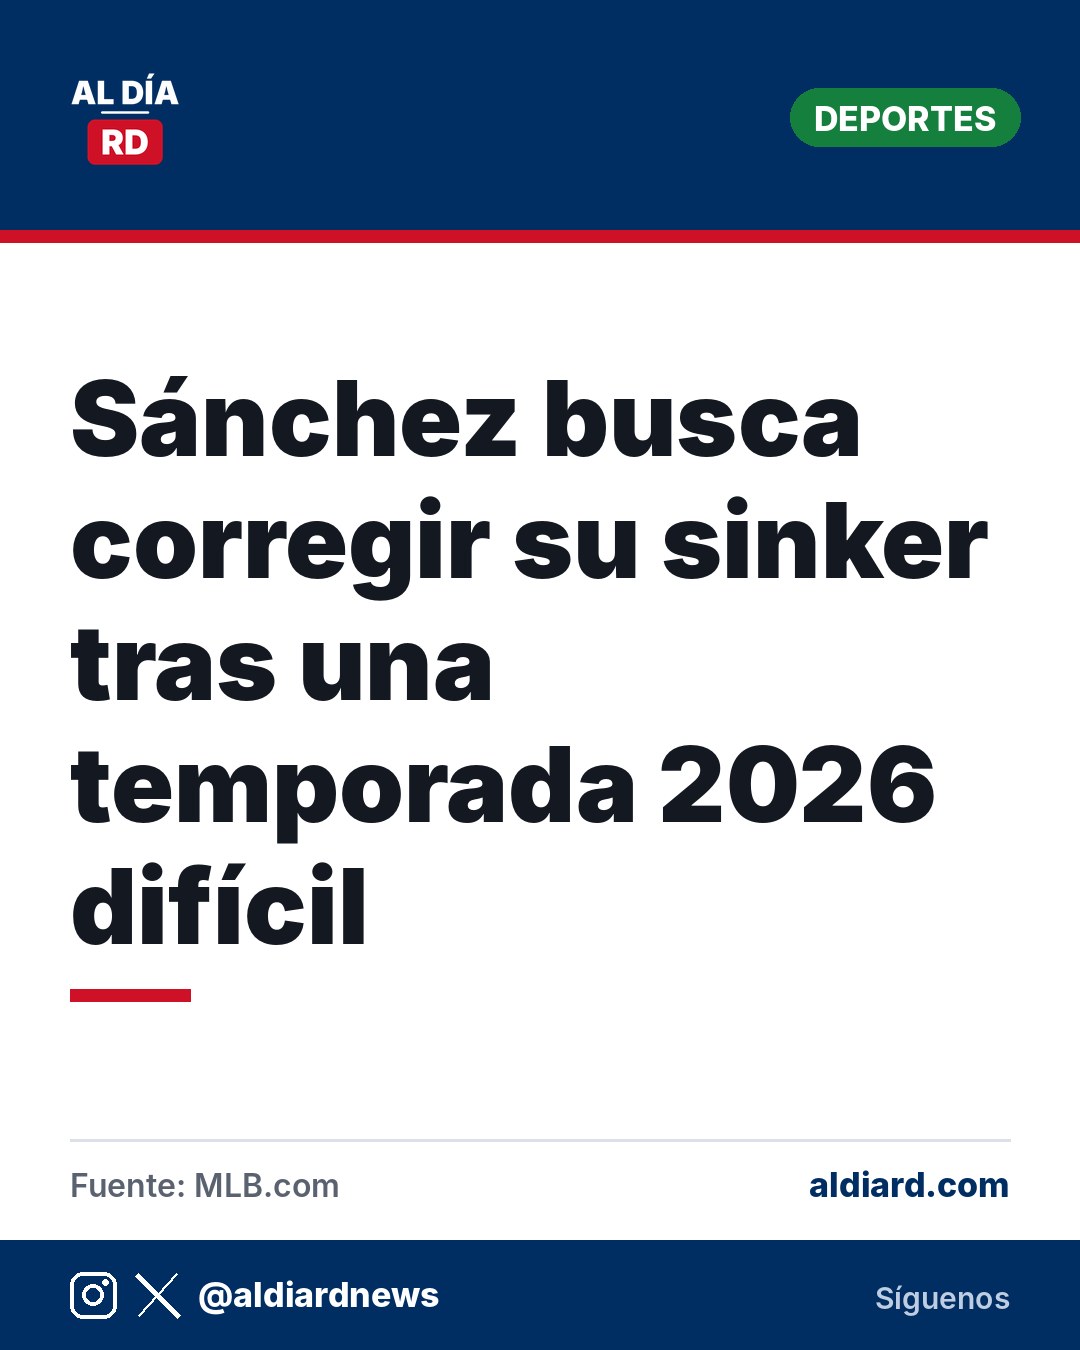 AL DÍA
RD
DEPORTES
Sánchez busca
corregir su sinker
tras una
temporada 2026
difícil
Fuente: MLB.com
aldiard.com
@aldiardnews
Síguenos